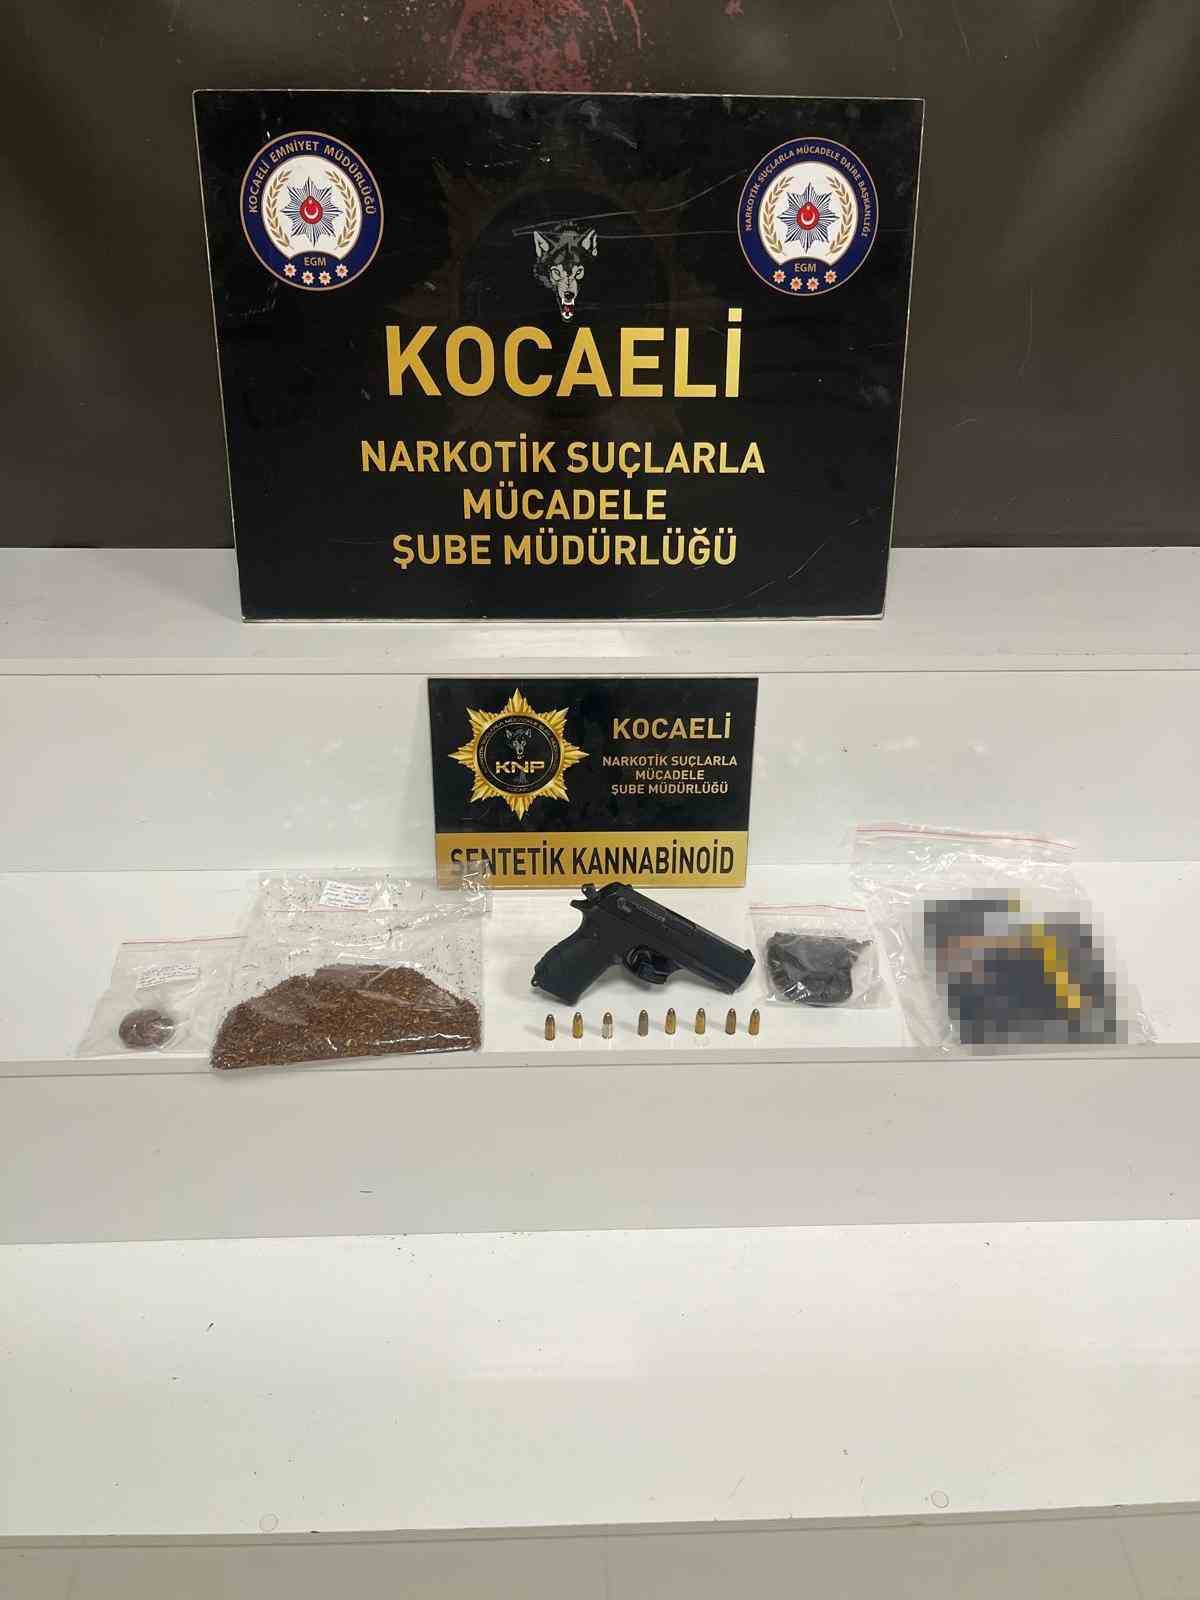 KOCAELİ EMNİYET MÜDÜRLÜĞÜ
EGM
NARKOTİK SUÇLARLA MÜCADELE DAİRE BAŞKANLIĞI
EGM
KOCAELİ
NARKOTİK SUÇLARLA
MÜCADELE
ŞUBE MÜDÜRLÜĞÜ
KNP
KOCAELİ
KOCAELİ
NARKOTİK SUÇLARLA
MÜCADELE
ŞUBE MÜDÜRLÜĞÜ
SENTETİK KANNABİNOİD